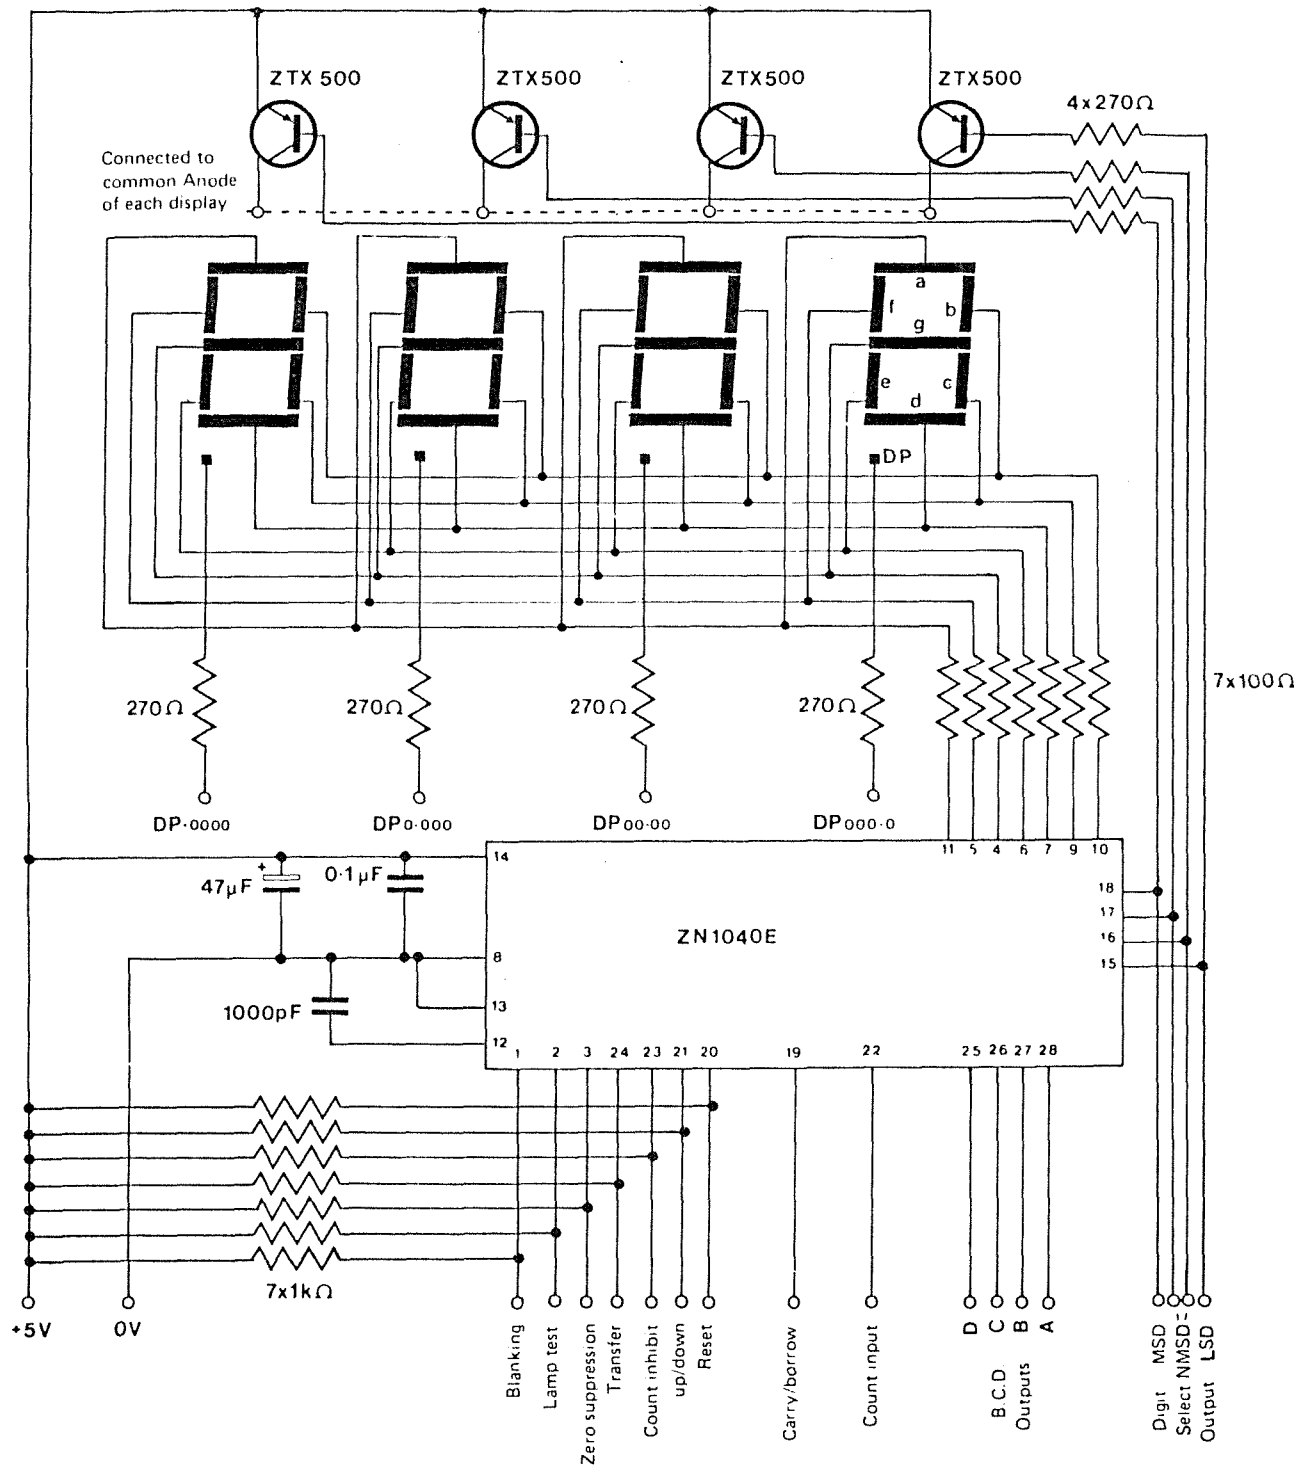 ZTX 500
ZTX500
ZTX500
ZTX500
4x270Ω
Connected to
common Anode
of each display
a
f
b
g
e
c
d
DP
270Ω
270Ω
270Ω
270Ω
7x100Ω
DP·0000
DP0·000
DP00·00
DP000·0
11
5
4
6
7
9
10
14
+
47µF
0·1µF
18
17
16
15
ZN1040E
8
13
1000pF
12
1
2
3
24
23
21
20
19
22
25
26
27
28
7x1kΩ
+5V
0V
Blanking
Lamp test
Zero suppression
Transfer
Count inhibit
up/down
Reset
Carry/borrow
Count input
D
C
B
A
B.C.D
Outputs
Digit MSD
Select NMSD=
Output LSD